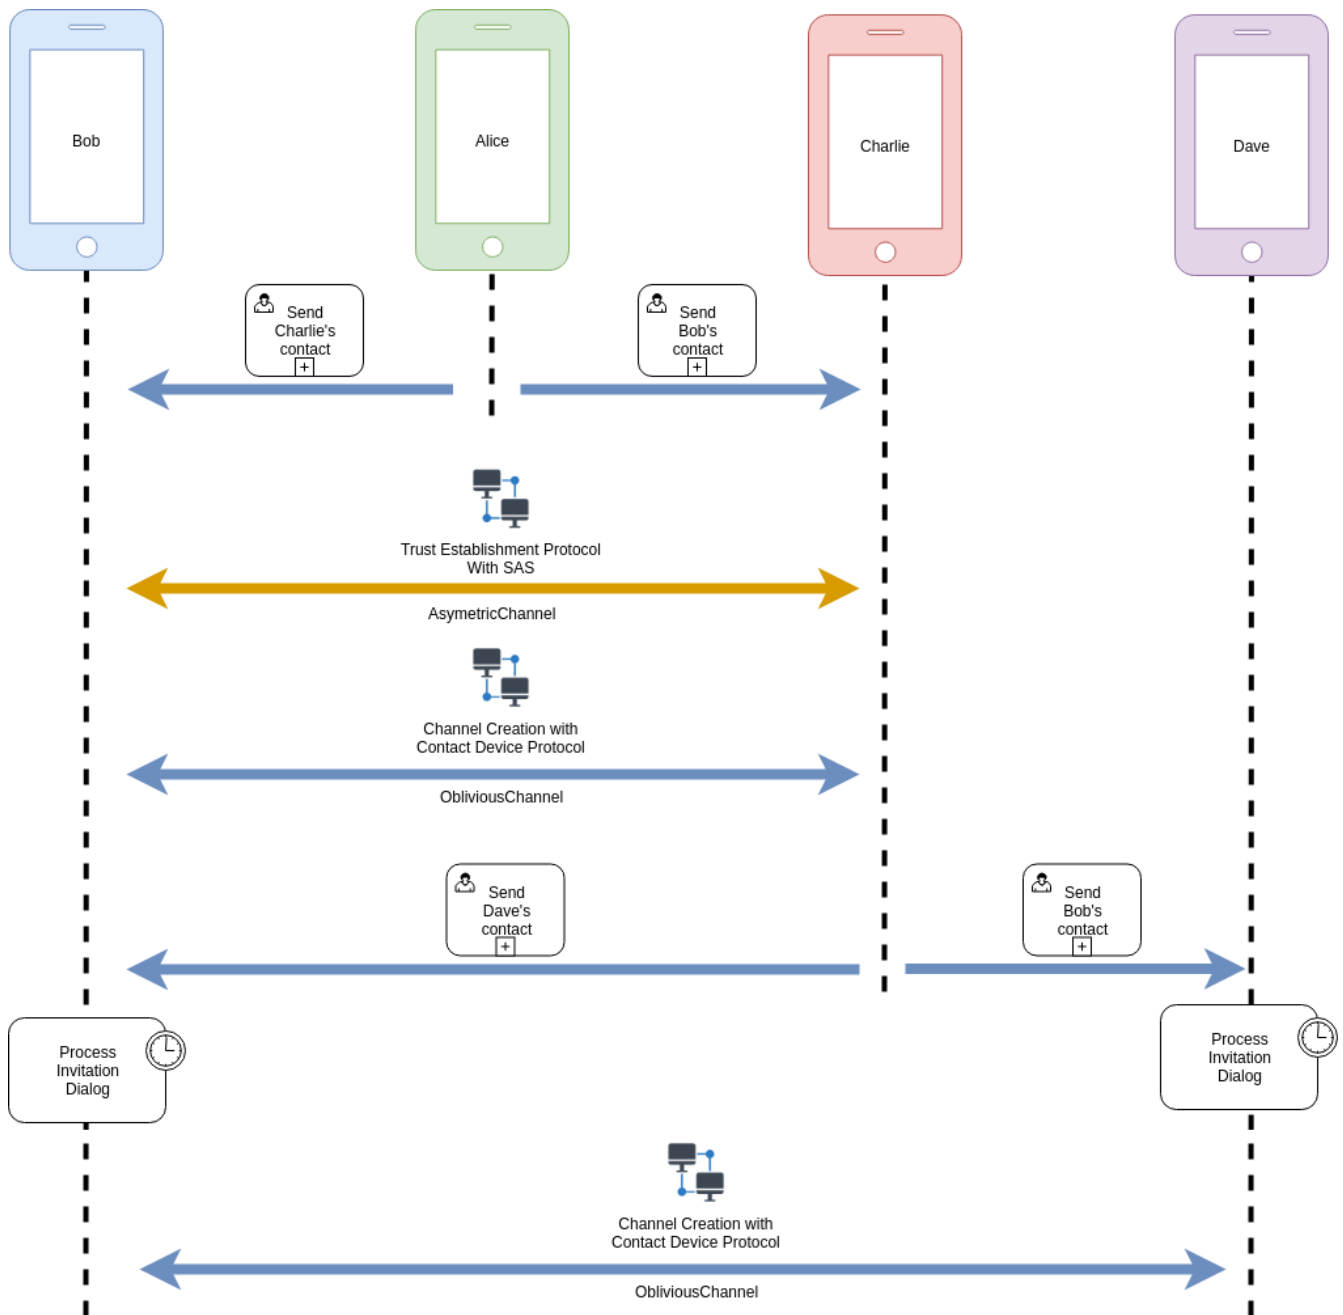 Bob
Alice
Charlie
Dave
Send
Charlie's
contact
Send
Bob's
contact
Trust Establishment Protocol
With SAS
AsymetricChannel
Channel Creation with
Contact Device Protocol
ObliviousChannel
Send
Dave's
contact
Send
Bob's
contact
Process
Invitation
Dialog
Process
Invitation
Dialog
Channel Creation with
Contact Device Protocol
ObliviousChannel